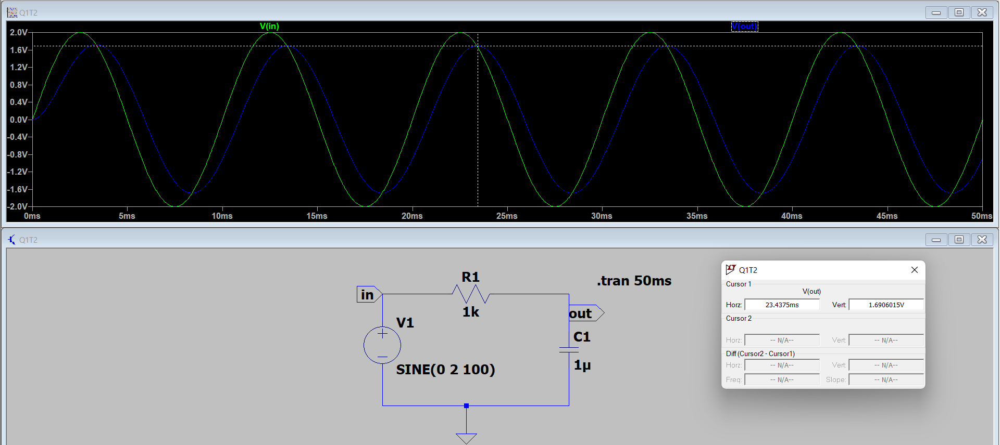 Q1T2
V(in)
V(out)
2.0V
1.6V
1.2V
0.8V
0.4V
0.0V
-0.4V
-0.8V
-1.2V
-1.6V
-2.0V
0ms 5ms 10ms 15ms 20ms 25ms 30ms 35ms 40ms 45ms 50ms
Q1T2
R1
.tran 50ms
in
1k
out
V1
C1
SINE(0 2 100)
1µ
Q1T2
Cursor 1
V(out)
Horz: 23.4375ms Vert: 1.6906015V
Cursor 2
Horz: -- N/A-- Vert: -- N/A--
Diff (Cursor2 - Cursor1)
Horz: -- N/A-- Vert: -- N/A--
Freq: -- N/A-- Slope: -- N/A--